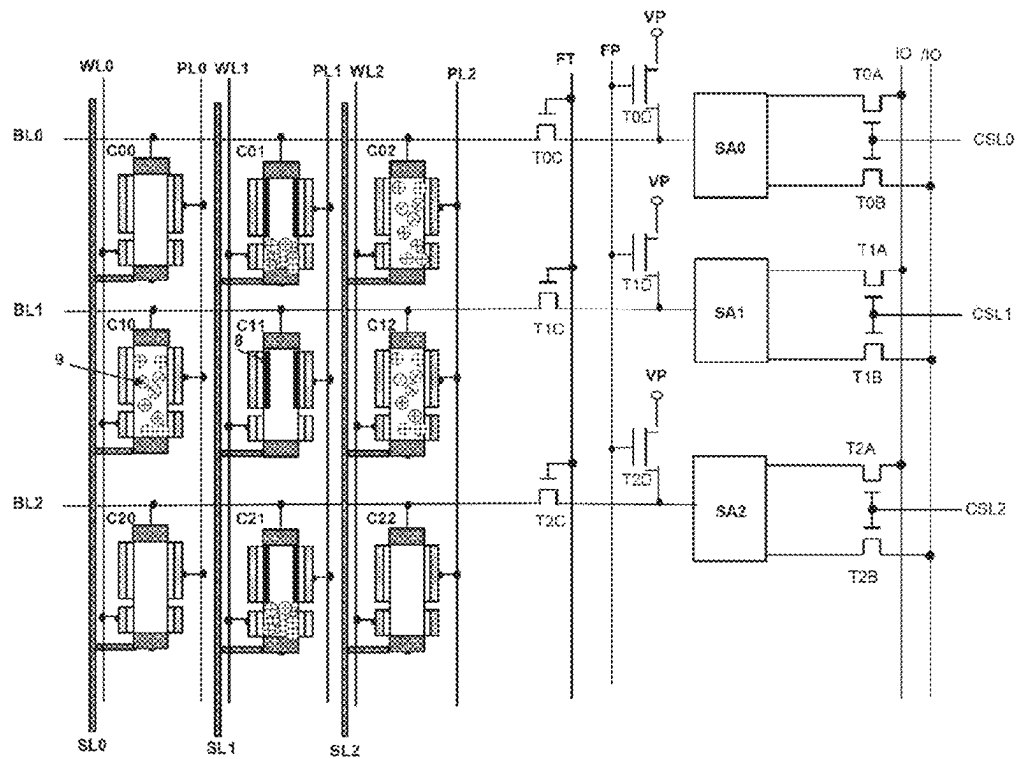 VP
WL0 PL0 WL1 PL1 WL2 PL2 FT FP IO /IO
T0A
BL0 C00 C01 C02 T0C T0D SA0 CSL0
VP
T0B
T1A
BL1 C10 C11 C12 T1C T1D SA1 CSL1
9 8
VP
T1B
T2A
BL2 C20 C21 C22 T2C T2D SA2 CSL2
T2B
SL0 SL1 SL2